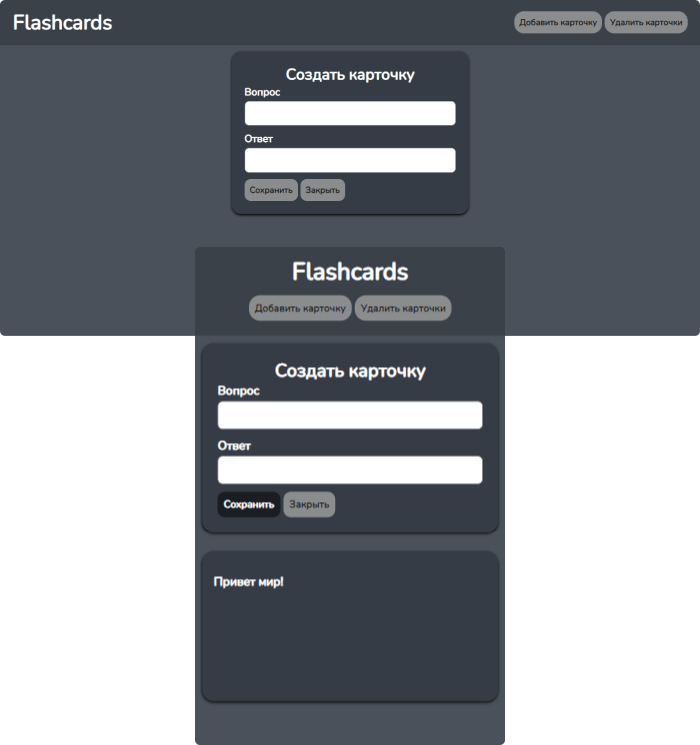 Flashcards
Добавить карточку Удалить карточки
Создать карточку
Вопрос
Ответ
Сохранить Закрыть
Flashcards
Добавить карточку Удалить карточки
Создать карточку
Вопрос
Ответ
Сохранить Закрыть
Привет мир!